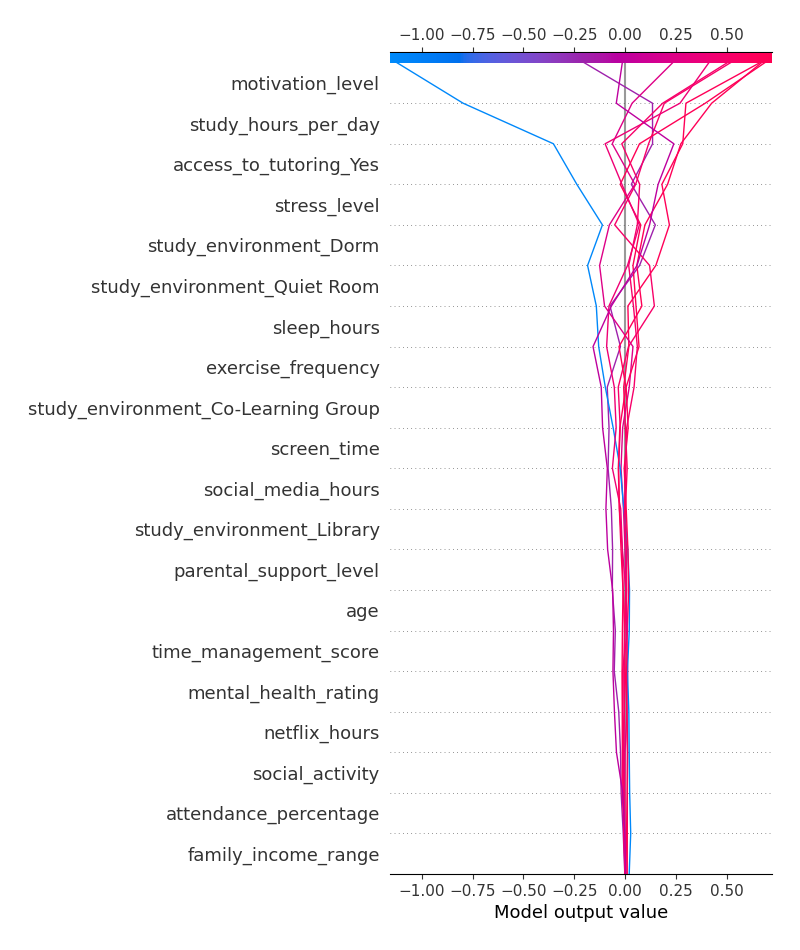 −1.00 −0.75 −0.50 −0.25 0.00 0.25 0.50
motivation_level
study_hours_per_day
access_to_tutoring_Yes
stress_level
study_environment_Dorm
study_environment_Quiet Room
sleep_hours
exercise_frequency
study_environment_Co-Learning Group
screen_time
social_media_hours
study_environment_Library
parental_support_level
age
time_management_score
mental_health_rating
netflix_hours
social_activity
attendance_percentage
family_income_range
−1.00 −0.75 −0.50 −0.25 0.00 0.25 0.50
Model output value